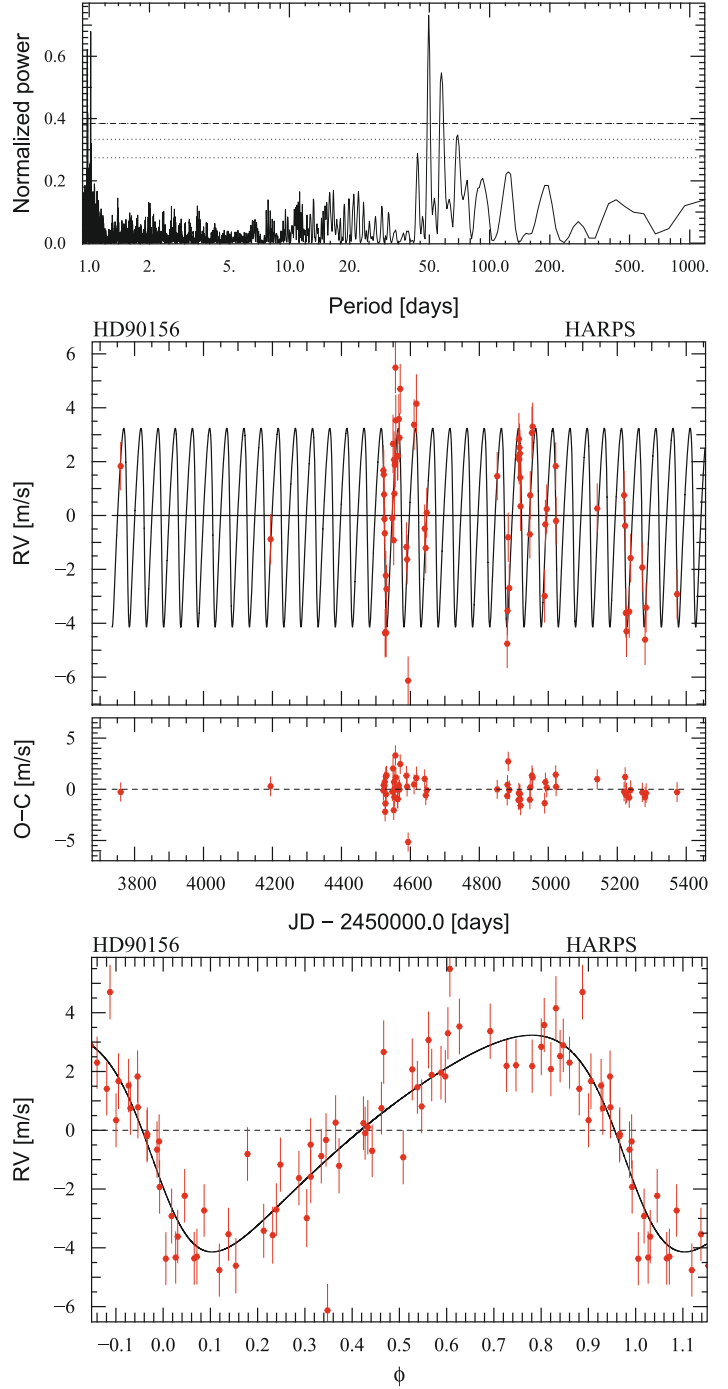 Normalized power
0.6
0.4
0.2
0.0
1.0 2. 5. 10.0 20. 50. 100.0 200. 500. 1000.
Period [days]
HD90156 HARPS
RV [m/s]
6
4
2
0
−2
−4
−6
O−C [m/s]
5
0
−5
3800 4000 4200 4400 4600 4800 5000 5200 5400
JD − 2450000.0 [days]
HD90156 HARPS
RV [m/s]
4
2
0
−2
−4
−6
−0.1 0.0 0.1 0.2 0.3 0.4 0.5 0.6 0.7 0.8 0.9 1.0 1.1
ϕ